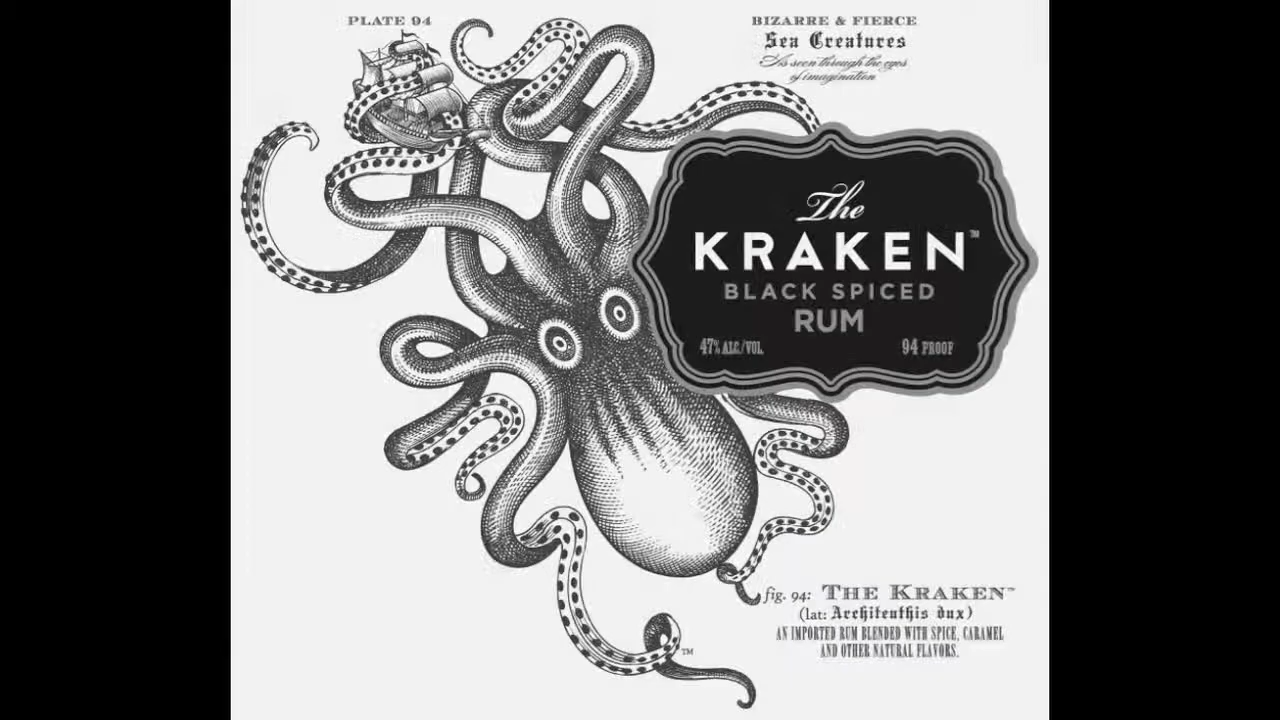 PLATE 94
BIZARRE & FIERCE
Sea Creatures
As seen through the eyes
of imagination
The
KRAKEN™
BLACK SPICED
RUM
47% ALC/VOL
94 PROOF
fig. 94: THE KRAKEN™
(lat: Architeuthis dux)
AN IMPORTED RUM BLENDED WITH SPICE, CARAMEL
AND OTHER NATURAL FLAVORS.
TM